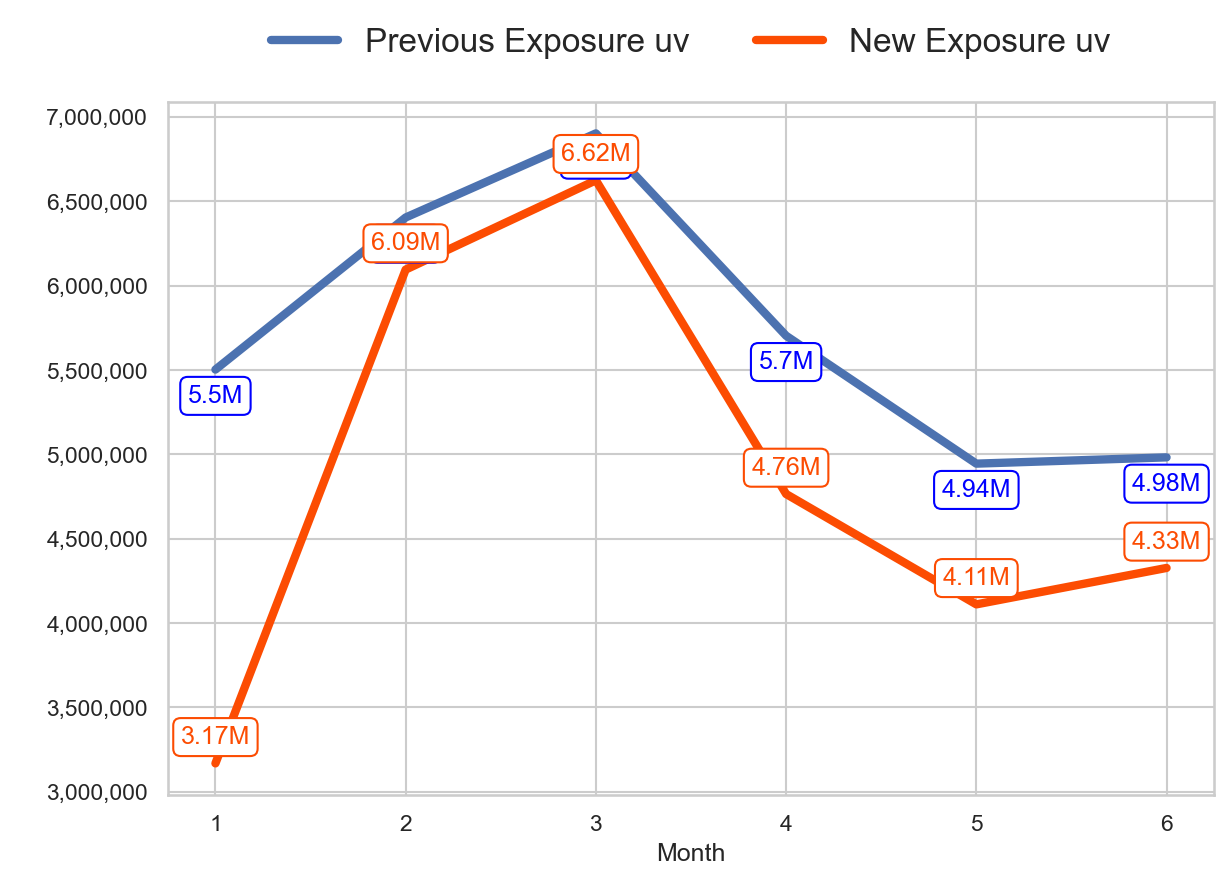 Previous Exposure uv New Exposure uv
7,000,000
6.62M
6,500,000
6.09M
6,000,000
5,500,000
5.7M
5.5M
5,000,000
4.76M
4.94M
4.98M
4,500,000
4.33M
4.11M
4,000,000
3,500,000
3.17M
3,000,000
1 2 3 4 5 6
Month